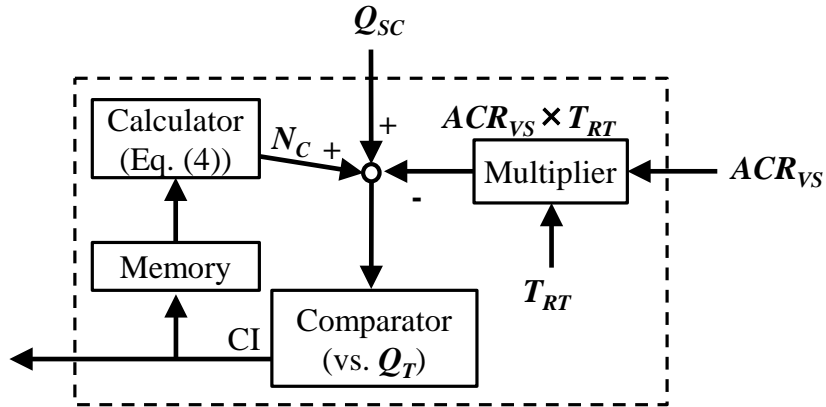 Q_SC
Calculator
(Eq. (4))
N_C
+
+
ACR_VS × T_RT
Multiplier
ACR_VS
-
Memory
T_RT
CI
Comparator
(vs. Q_T)